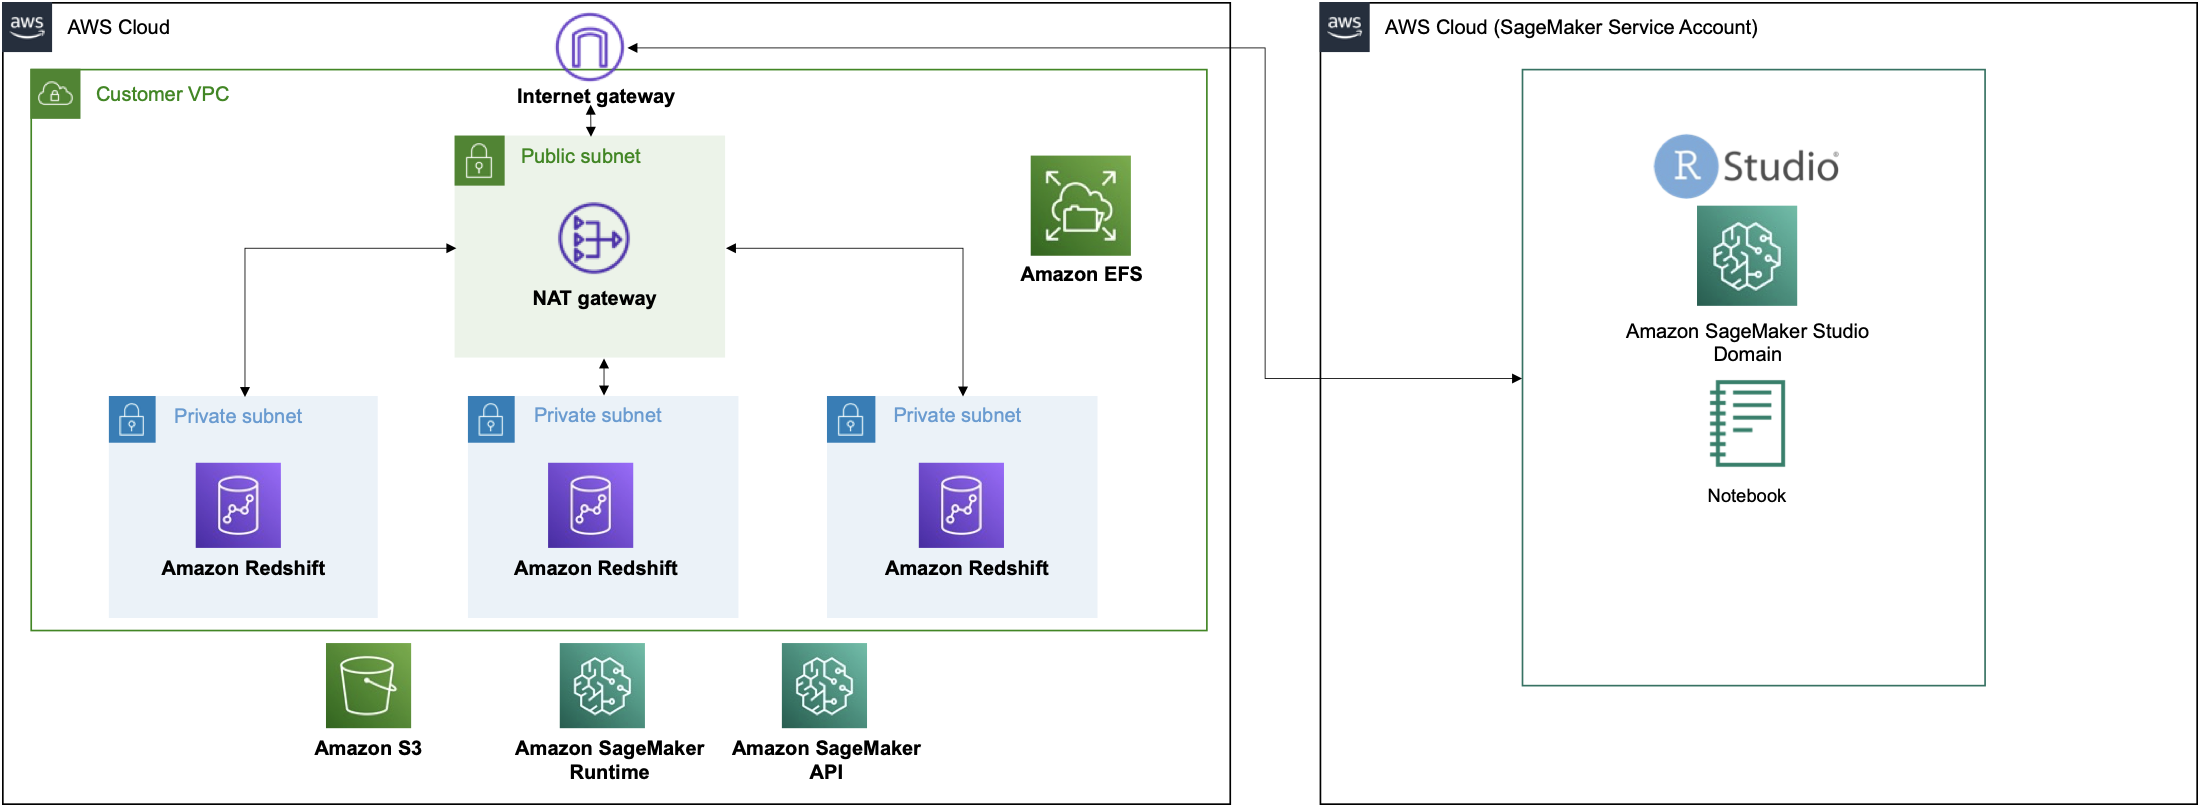 aws
AWS Cloud
Internet gateway
Customer VPC
Public subnet
NAT gateway
Amazon EFS
Private subnet
Amazon Redshift
Private subnet
Amazon Redshift
Private subnet
Amazon Redshift
Amazon S3
Amazon SageMaker
Runtime
Amazon SageMaker
API
aws
AWS Cloud (SageMaker Service Account)
R Studio®
Amazon SageMaker Studio
Domain
Notebook